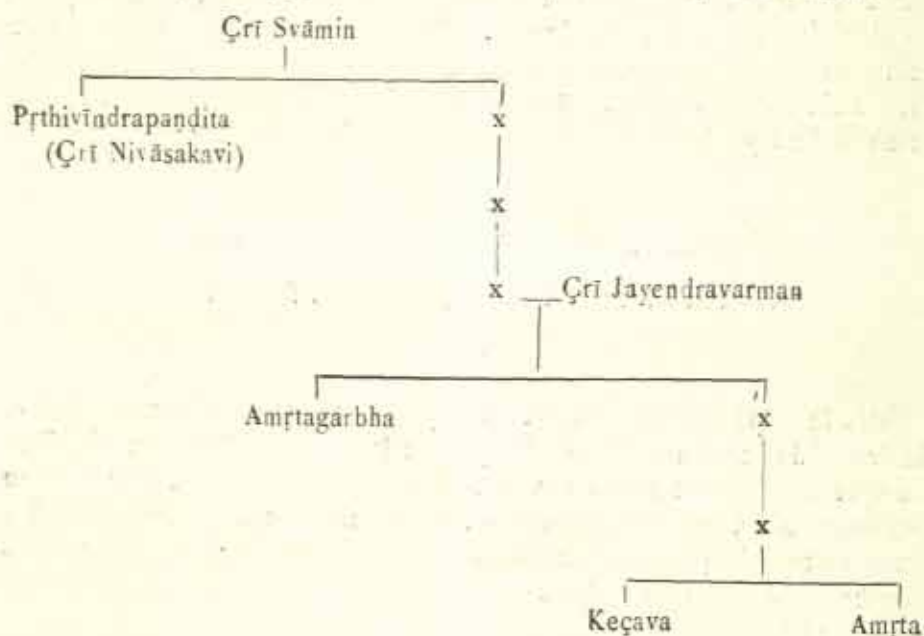 Çrī Svāmin
Pṛthivīndrapaṇḍita x
(Çrī Nivāsakavi)
x
x Çrī Jayendravarman
Amṛtagarbha x
x
Keçava Amṛta